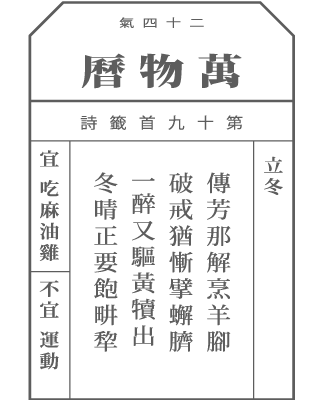 二十四氣
萬物曆
第十九首籤詩
立冬
傳芳那解烹羊腳
破戒猶慚擘蠏臍
一醉又驅黃犢出
冬晴正要飽畊犂
宜 吃麻油雞
不宜 運動